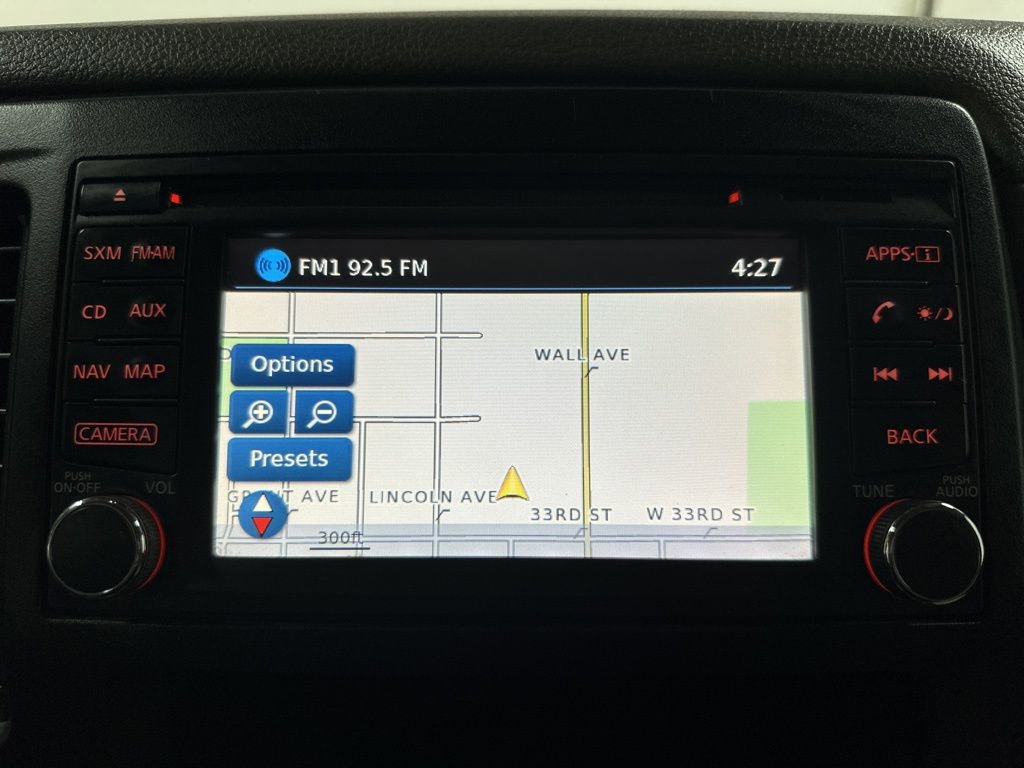 FM1 92.5 FM
4:27
SXM FM·AM
CD AUX
NAV MAP
CAMERA
PUSH
ON·OFF
VOL
Options
Presets
WALL AVE
LINCOLN AVE
AVE
33RD ST
W 33RD ST
300ft
APPS·i
BACK
TUNE
PUSH
AUDIO